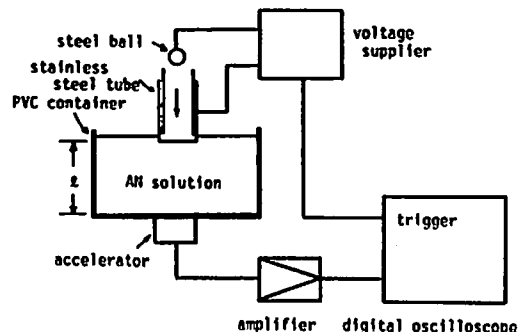 steel ball
stainless
steel tube
PVC container
voltage
supplier
ℓ
AN solution
accelerator
trigger
amplifier
digital oscilloscope